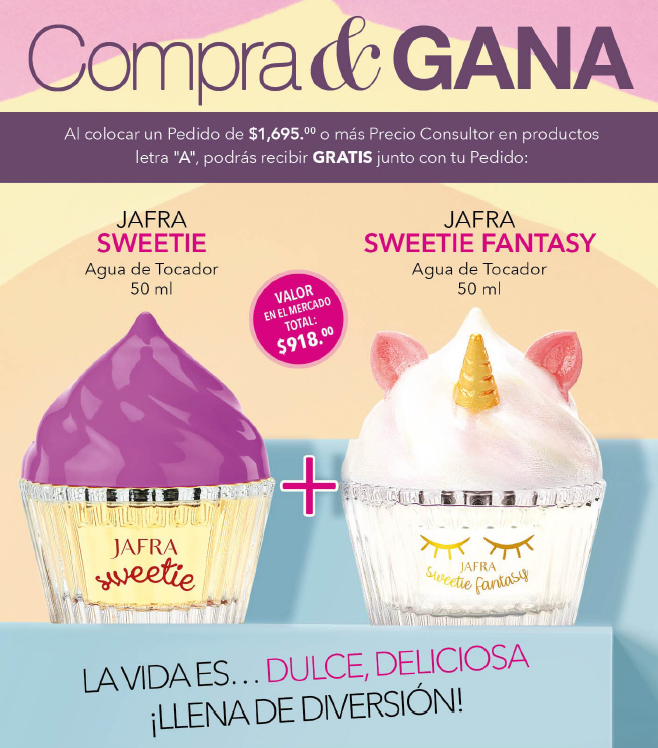 Compra & GANA
Al colocar un Pedido de $1,695.⁰⁰ o más Precio Consultor en productos
letra "A", podrás recibir GRATIS junto con tu Pedido:
JAFRA
SWEETIE
Agua de Tocador
50 ml
JAFRA
SWEETIE FANTASY
Agua de Tocador
50 ml
VALOR
EN EL MERCADO
TOTAL:
$918.⁰⁰
JAFRA
sweetie
JAFRA
sweetie fantasy
LA VIDA ES... DULCE, DELICIOSA
¡LLENA DE DIVERSIÓN!